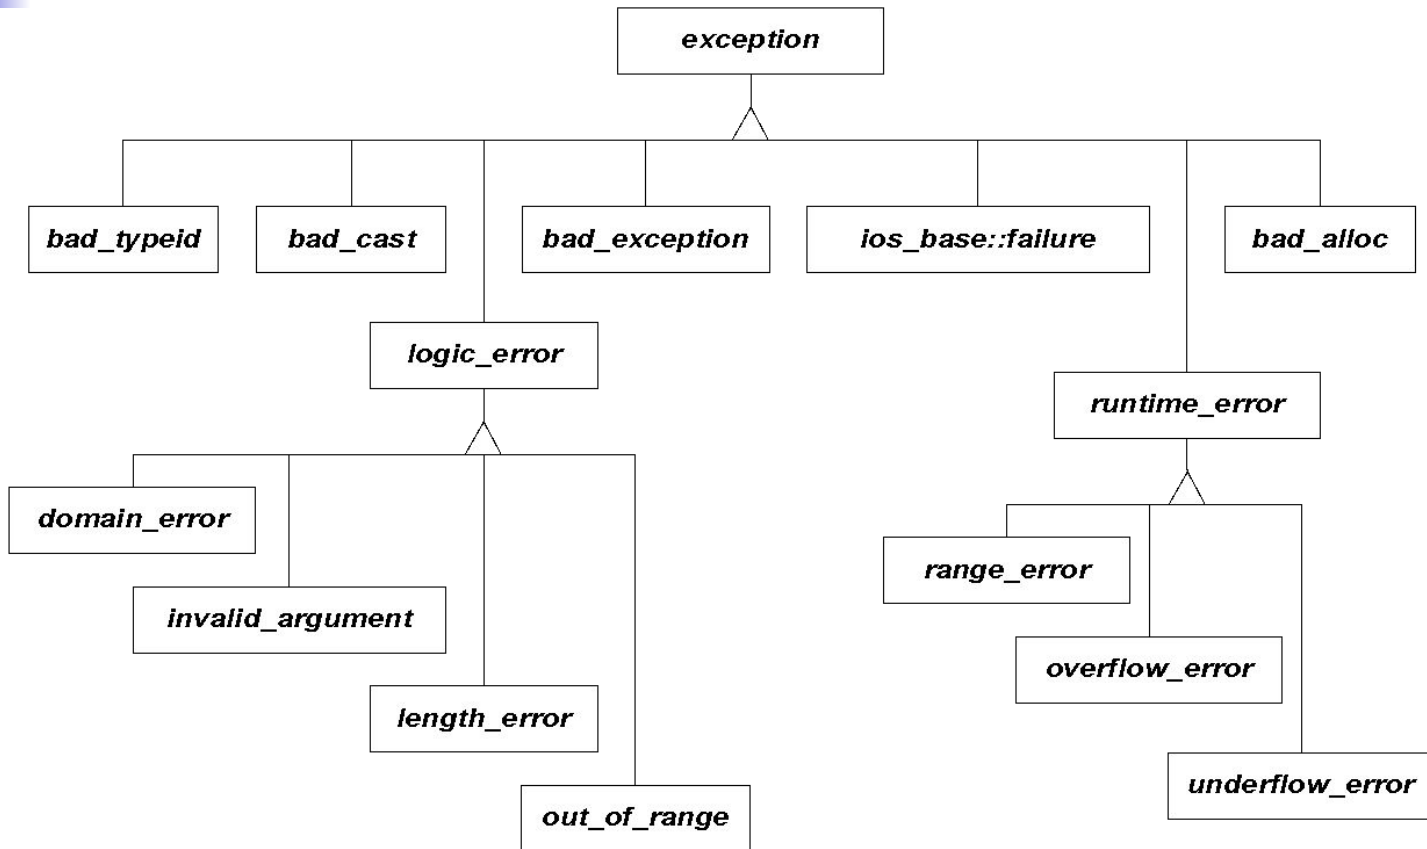 exception
bad_typeid
bad_cast
bad_exception
ios_base::failure
bad_alloc
logic_error
runtime_error
domain_error
range_error
invalid_argument
overflow_error
length_error
underflow_error
out_of_range